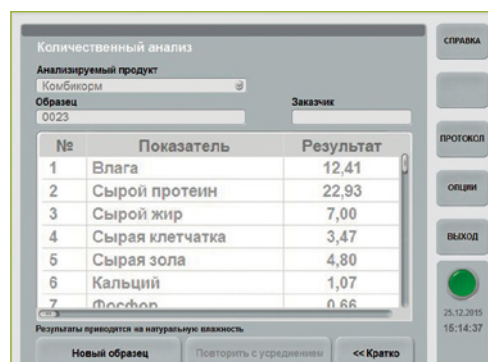 Количественный анализ
СПРАВКА
Анализируемый продукт
Комбикорм
Образец Заказчик
0023
№ Показатель Результат
ПРОТОКОЛ
1 Влага 12,41
2 Сырой протеин 22,93
ОПЦИИ
3 Сырой жир 7,00
4 Сырая клетчатка 3,47
ВЫХОД
5 Сырая зола 4,80
6 Кальций 1,07
7 Фосфор 0,66
25.12.2015
15:14:37
Результаты приводятся на натуральную влажность
Новый образец Повторить с усреднением << Кратко